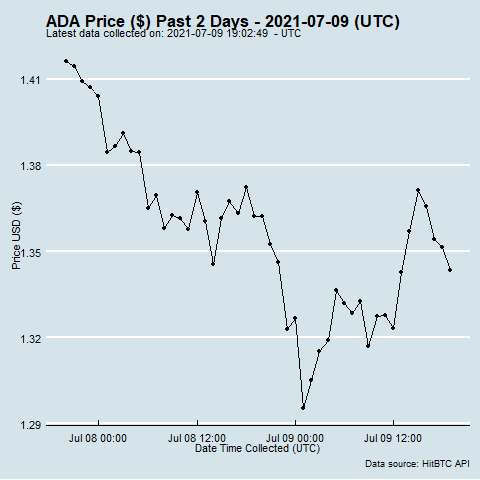 ADA Price ($) Past 2 Days - 2021-07-09 (UTC)
Latest data collected on: 2021-07-09 19:02:49 - UTC
1.41
1.38
1.35
1.32
1.29
Price USD ($)
Jul 08 00:00 Jul 08 12:00 Jul 09 00:00 Jul 09 12:00
Date Time Collected (UTC)
Data source: HitBTC API